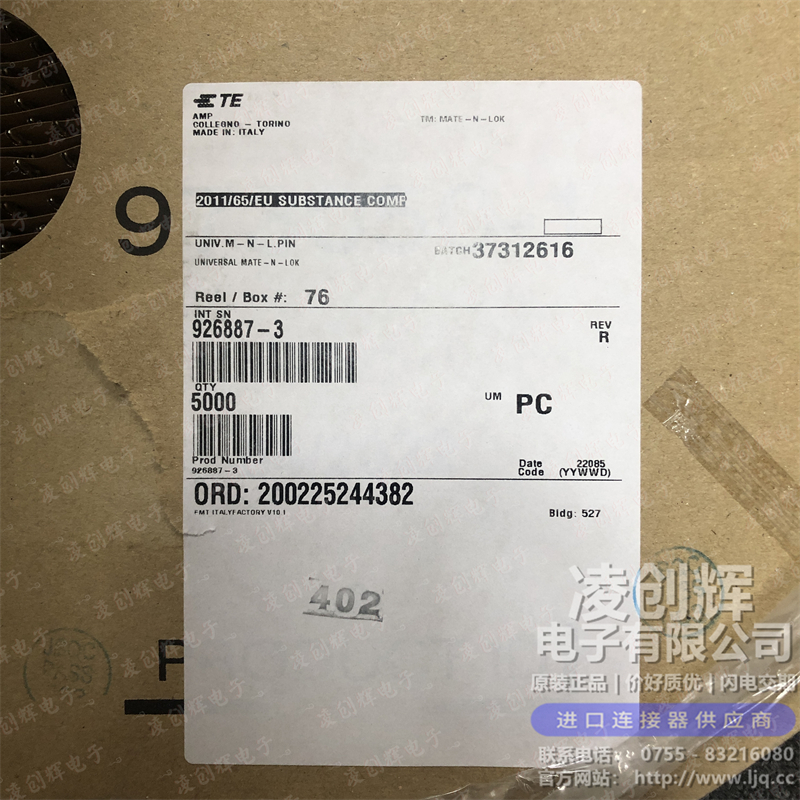 TE
AMP
COLLEGNO - TORINO
MADE IN: ITALY
TM: MATE-N-LOK
9
2011/65/EU SUBSTANCE COMP
UNIV.M-N-L.PIN
BATCH 37312616
UNIVERSAL MATE-N-LOK
Reel / Box #: 76
INT SN
926887-3
REV
R
QTY
5000
UM PC
Prod Number
926887-3
Date 22085
Code (YYWWD)
ORD: 200225244382
FMT ITALYFACTORY V10.1
Bldg: 527
402
P
PASS
凌创辉
电子有限公司
原装正品 | 价好质优 | 闪电交期
进口连接器供应商
联系电话: 0755 - 83216080
官方网站: http://www.ljq.cc